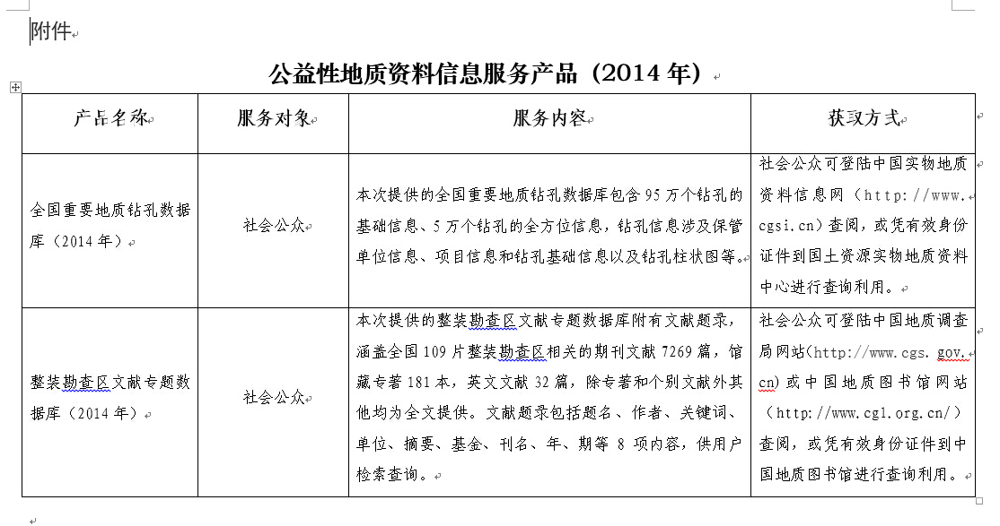 附件
公益性地质资料信息服务产品（2014 年）
产品名称
服务对象
服务内容
获取方式
全国重要地质钻孔数据
库（2014 年）
社会公众
本次提供的全国重要地质钻孔数据库包含 95 万个钻孔的
基础信息、5 万个钻孔的全方位信息，钻孔信息涉及保管
单位信息、项目信息和钻孔基础信息以及钻孔柱状图等。
社会公众可登陆中国实物地质
资料信息网（http://www.
cgsi.cn）查阅，或凭有效身份
证件到国土资源实物地质资料
中心进行查询利用。
整装勘查区文献专题数
据库（2014 年）
社会公众
本次提供的整装勘查区文献专题数据库附有文献题录，
涵盖全国 109 片整装勘查区相关的期刊文献 7269 篇，馆
藏专著 181 本，英文文献 32 篇，除专著和个别文献外其
他均为全文提供。文献题录包括题名、作者、关键词、
单位、摘要、基金、刊名、年、期等 8 项内容，供用户
检索查询。
社会公众可登陆中国地质调查
局网站(http://www.cgs.gov.
cn)或中国地质图书馆网站
（http://www.cgl.org.cn/）
查阅，或凭有效身份证件到中
国地质图书馆进行查询利用。